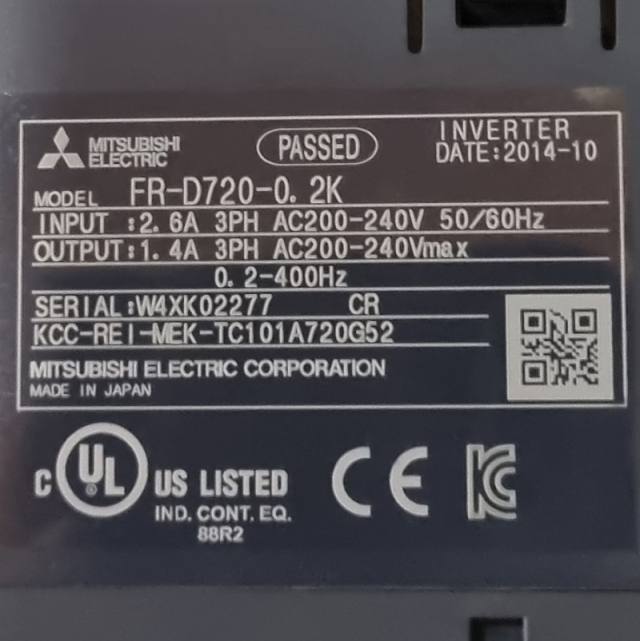 MITSUBISHI
ELECTRIC
PASSED
INVERTER
DATE:2014-10
MODEL FR-D720-0.2K
INPUT :2.6A 3PH AC200-240V 50/60Hz
OUTPUT:1.4A 3PH AC200-240Vmax
0.2-400Hz
SERIAL:W4XK02277 CR
KCC-REI-MEK-TC101A720G52
MITSUBISHI ELECTRIC CORPORATION
MADE IN JAPAN
C UL® US LISTED
IND. CONT. EQ.
88R2
CE
KC